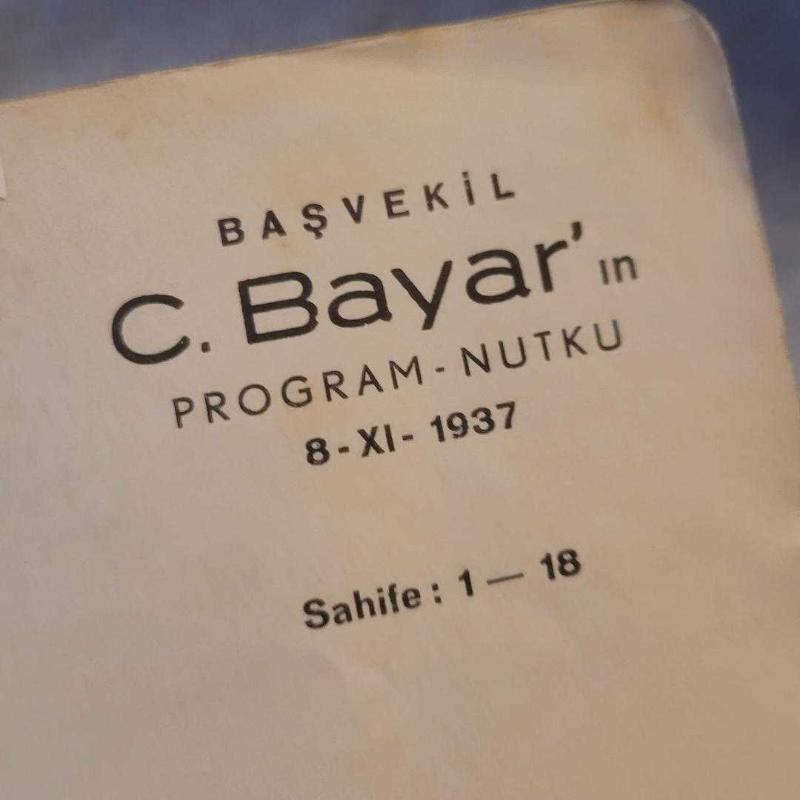 BAŞVEKİL
C. Bayar'ın
PROGRAM-NUTKU
8-XI-1937
Sahife: 1 — 18